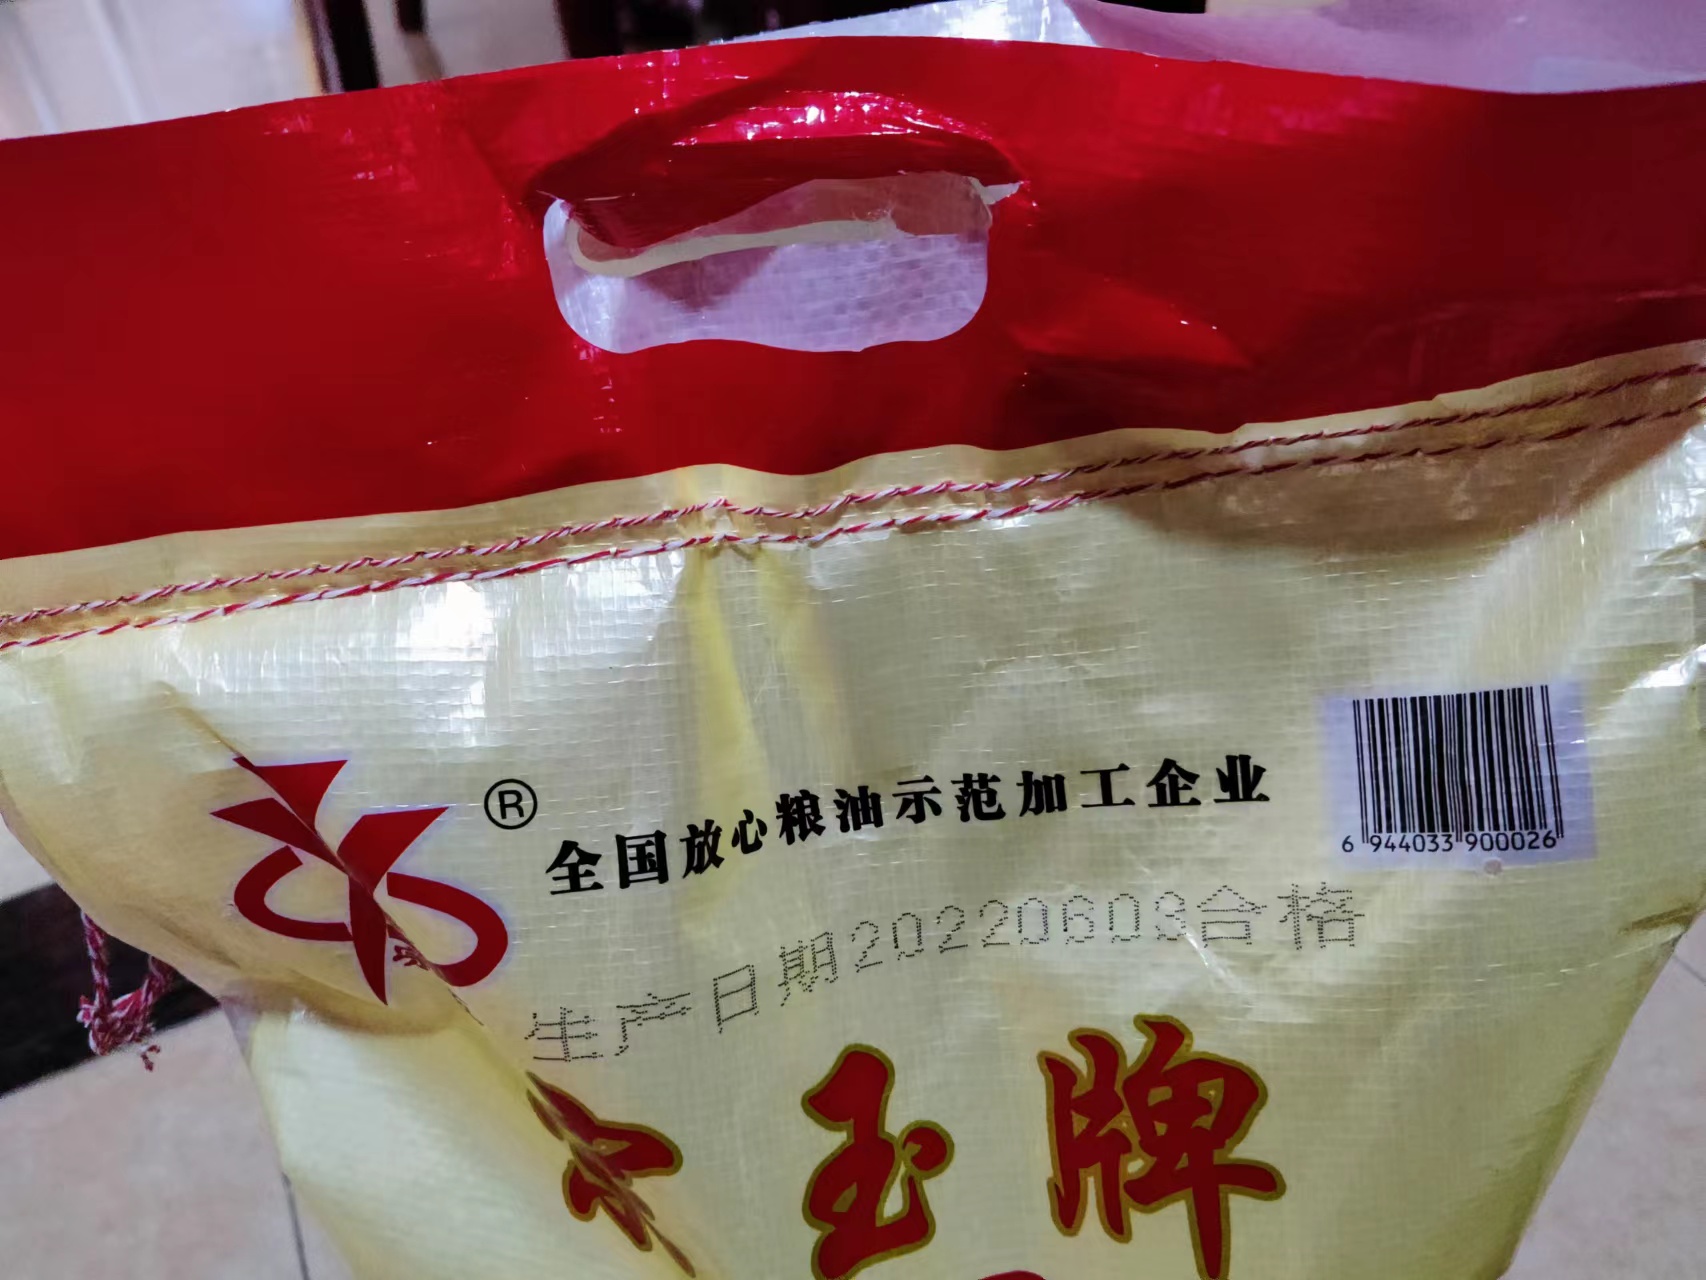 ®
全国放心粮油示范加工企业
6 944033 900026
生产日期20220603合格
玉牌